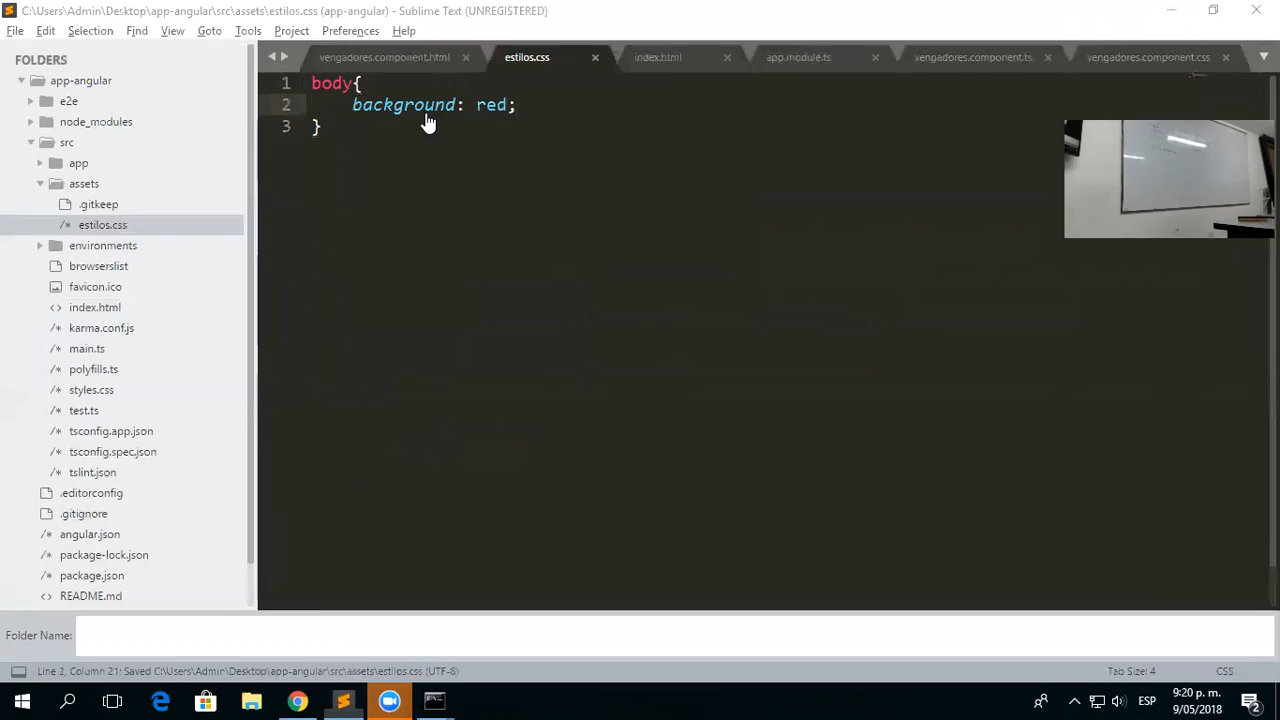 C:\Users\Admin\Desktop\app-angular\src\assets\estilos.css (app-angular) - Sublime Text (UNREGISTERED)
File Edit Selection Find View Goto Tools Project Preferences Help
FOLDERS
app-angular
e2e
node_modules
src
app
assets
.gitkeep
estilos.css
environments
browserslist
favicon.ico
index.html
karma.conf.js
main.ts
polyfills.ts
styles.css
test.ts
tsconfig.app.json
tsconfig.spec.json
tslint.json
.editorconfig
.gitignore
angular.json
package-lock.json
package.json
README.md
vengadores.component.html estilos.css index.html app.module.ts vengadores.component.ts vengadores.component.css
1 body{
2 background: red;
3 }
Folder Name:
Line 2, Column 21; Saved C:\Users\Admin\Desktop\app-angular\src\assets\estilos.css (UTF-8) Tab Size: 4 CSS
ESP 9:20 p. m.
9/05/2018 2